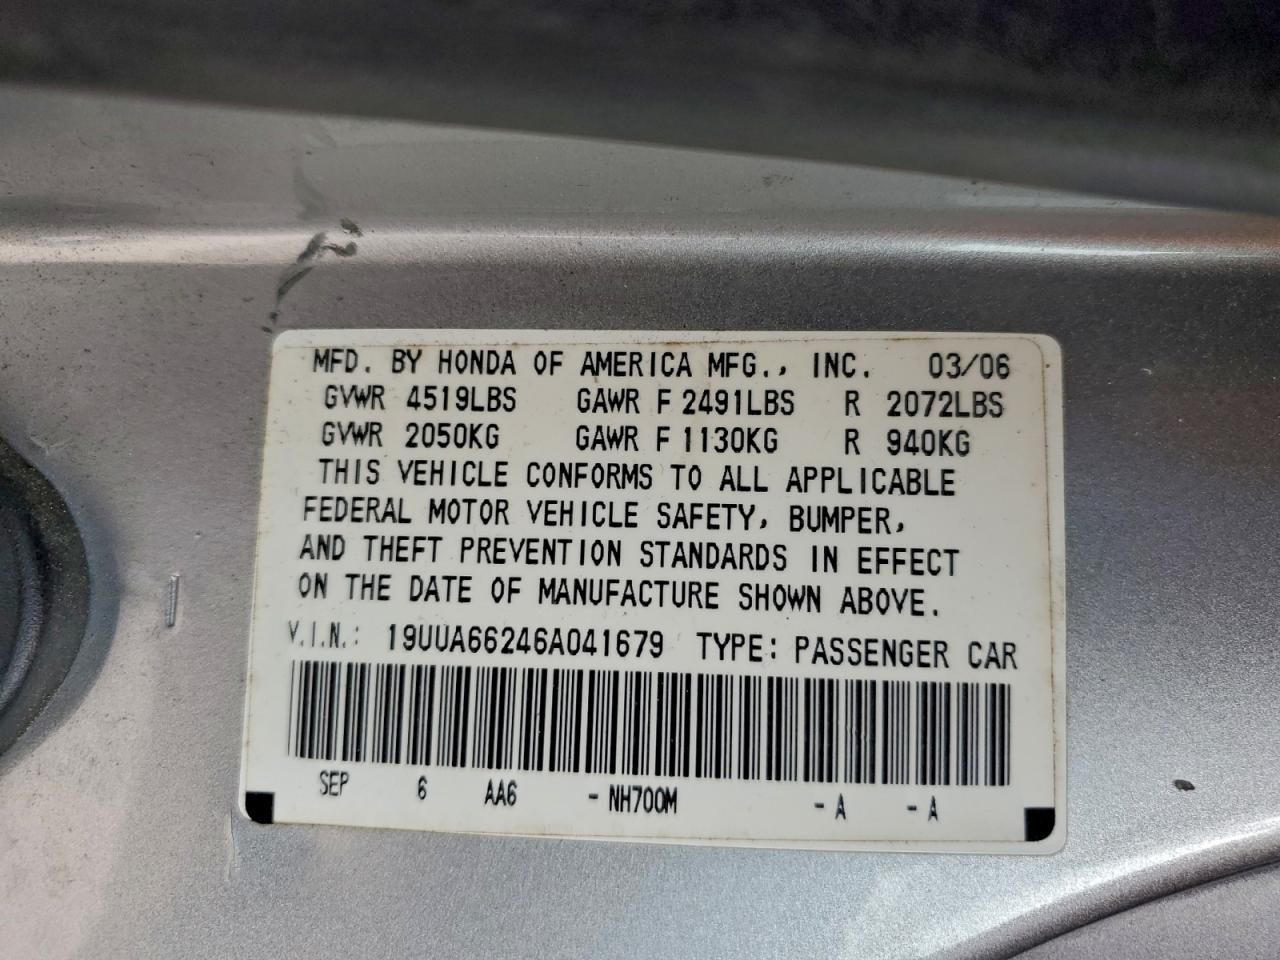 MFD. BY HONDA OF AMERICA MFG., INC. 03/06
GVWR 4519LBS GAWR F 2491LBS R 2072LBS
GVWR 2050KG GAWR F 1130KG R 940KG
THIS VEHICLE CONFORMS TO ALL APPLICABLE
FEDERAL MOTOR VEHICLE SAFETY, BUMPER,
AND THEFT PREVENTION STANDARDS IN EFFECT
ON THE DATE OF MANUFACTURE SHOWN ABOVE.
V.I.N.: 19UUA66246A041679 TYPE: PASSENGER CAR
SEP 6 AA6 - NH700M - A - A